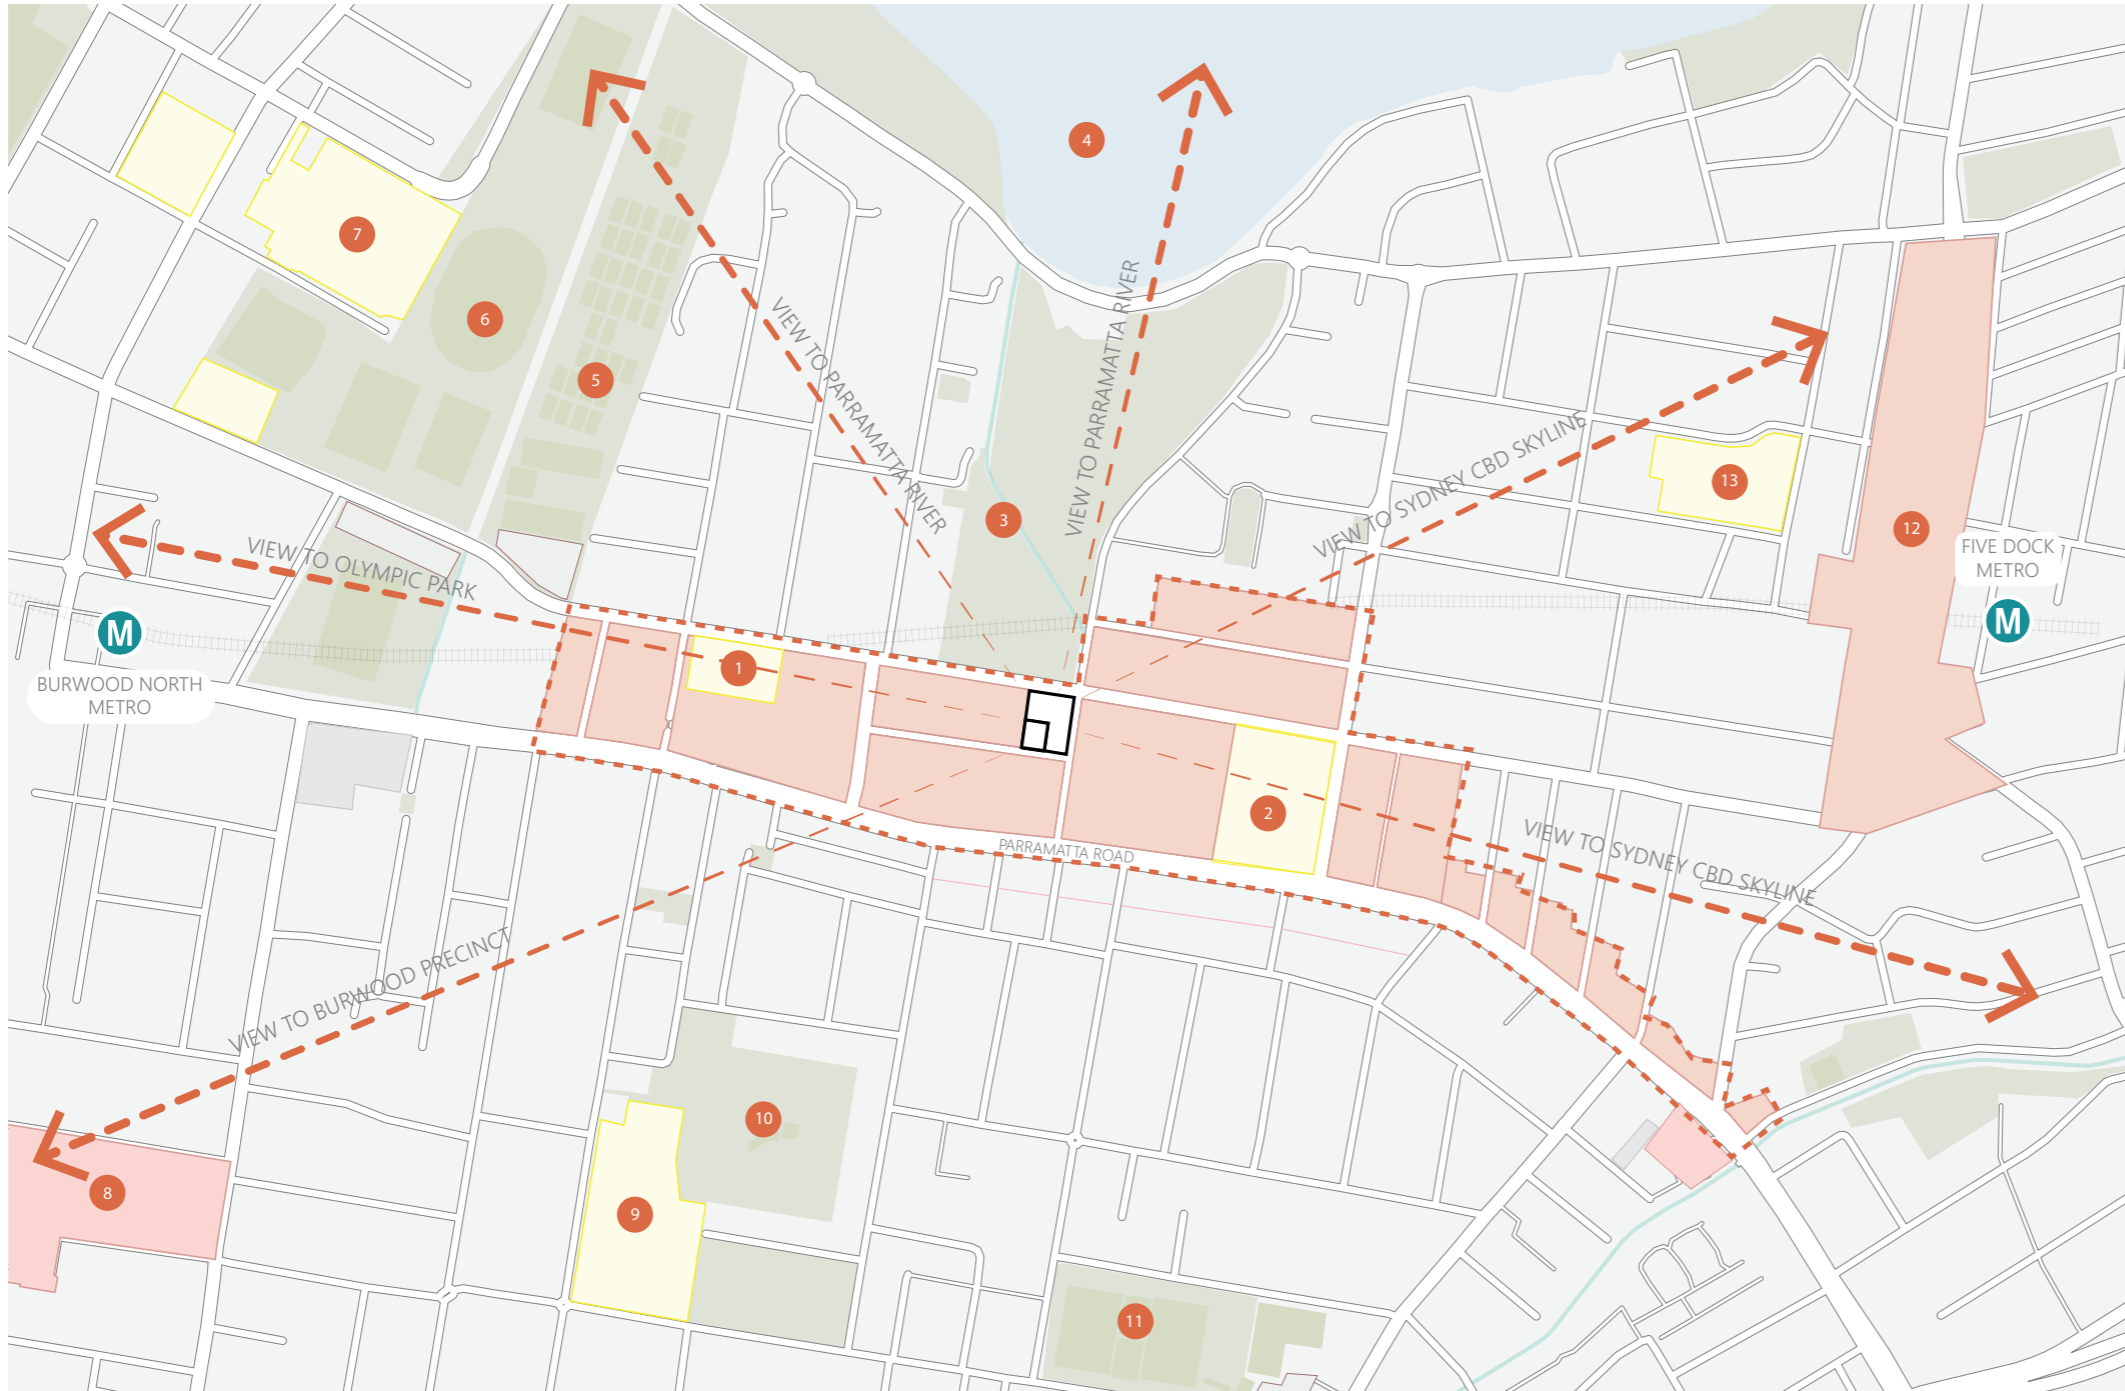 4
7
VIEW TO PARRAMATTA RIVER
VIEW TO PARRAMATTA RIVER
6
5
VIEW TO SYDNEY CBD SKYLINE
13
3
12
FIVE DOCK
METRO
VIEW TO OLYMPIC PARK
M
M
BURWOOD NORTH
METRO
1
2
PARRAMATTA ROAD
VIEW TO SYDNEY CBD SKYLINE
VIEW TO BURWOOD PRECINCT
10
8
9
11